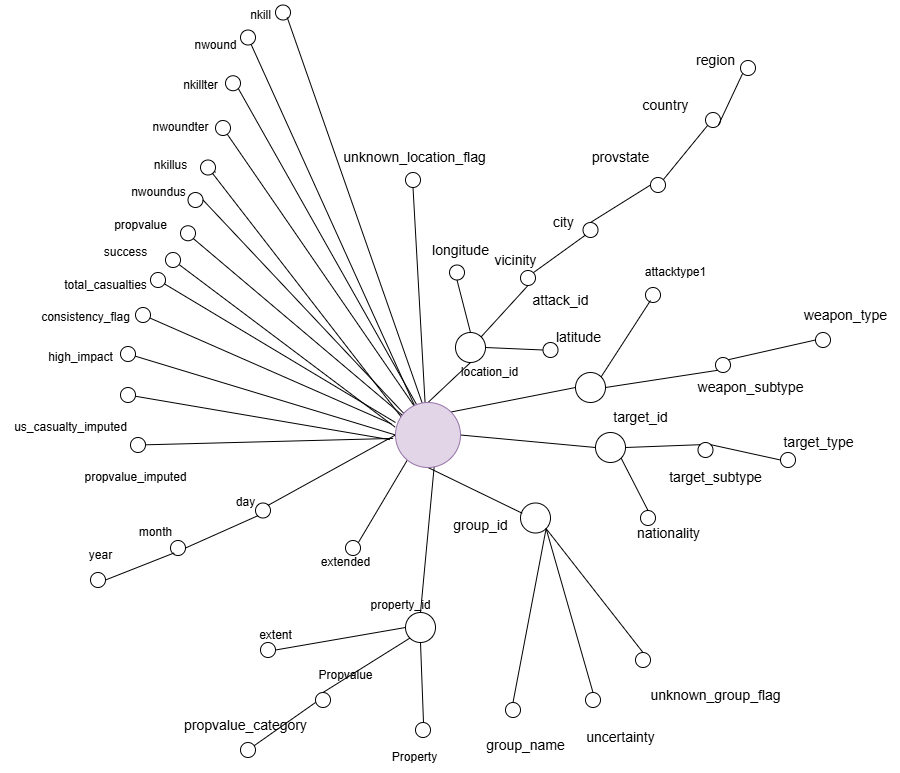 nkill
nwound
region
nkillter
country
nwoundter
unknown_location_flag
provstate
nkillus
nwoundus
propvalue
city
success
longitude
vicinity
attacktype1
total_casualties
attack_id
consistency_flag
weapon_type
latitude
high_impact
location_id
weapon_subtype
us_casualty_imputed
target_id
target_type
propvalue_imputed
target_subtype
day
group_id
month
nationality
year
extended
property_id
extent
Propvalue
unknown_group_flag
propvalue_category
uncertainty
group_name
Property